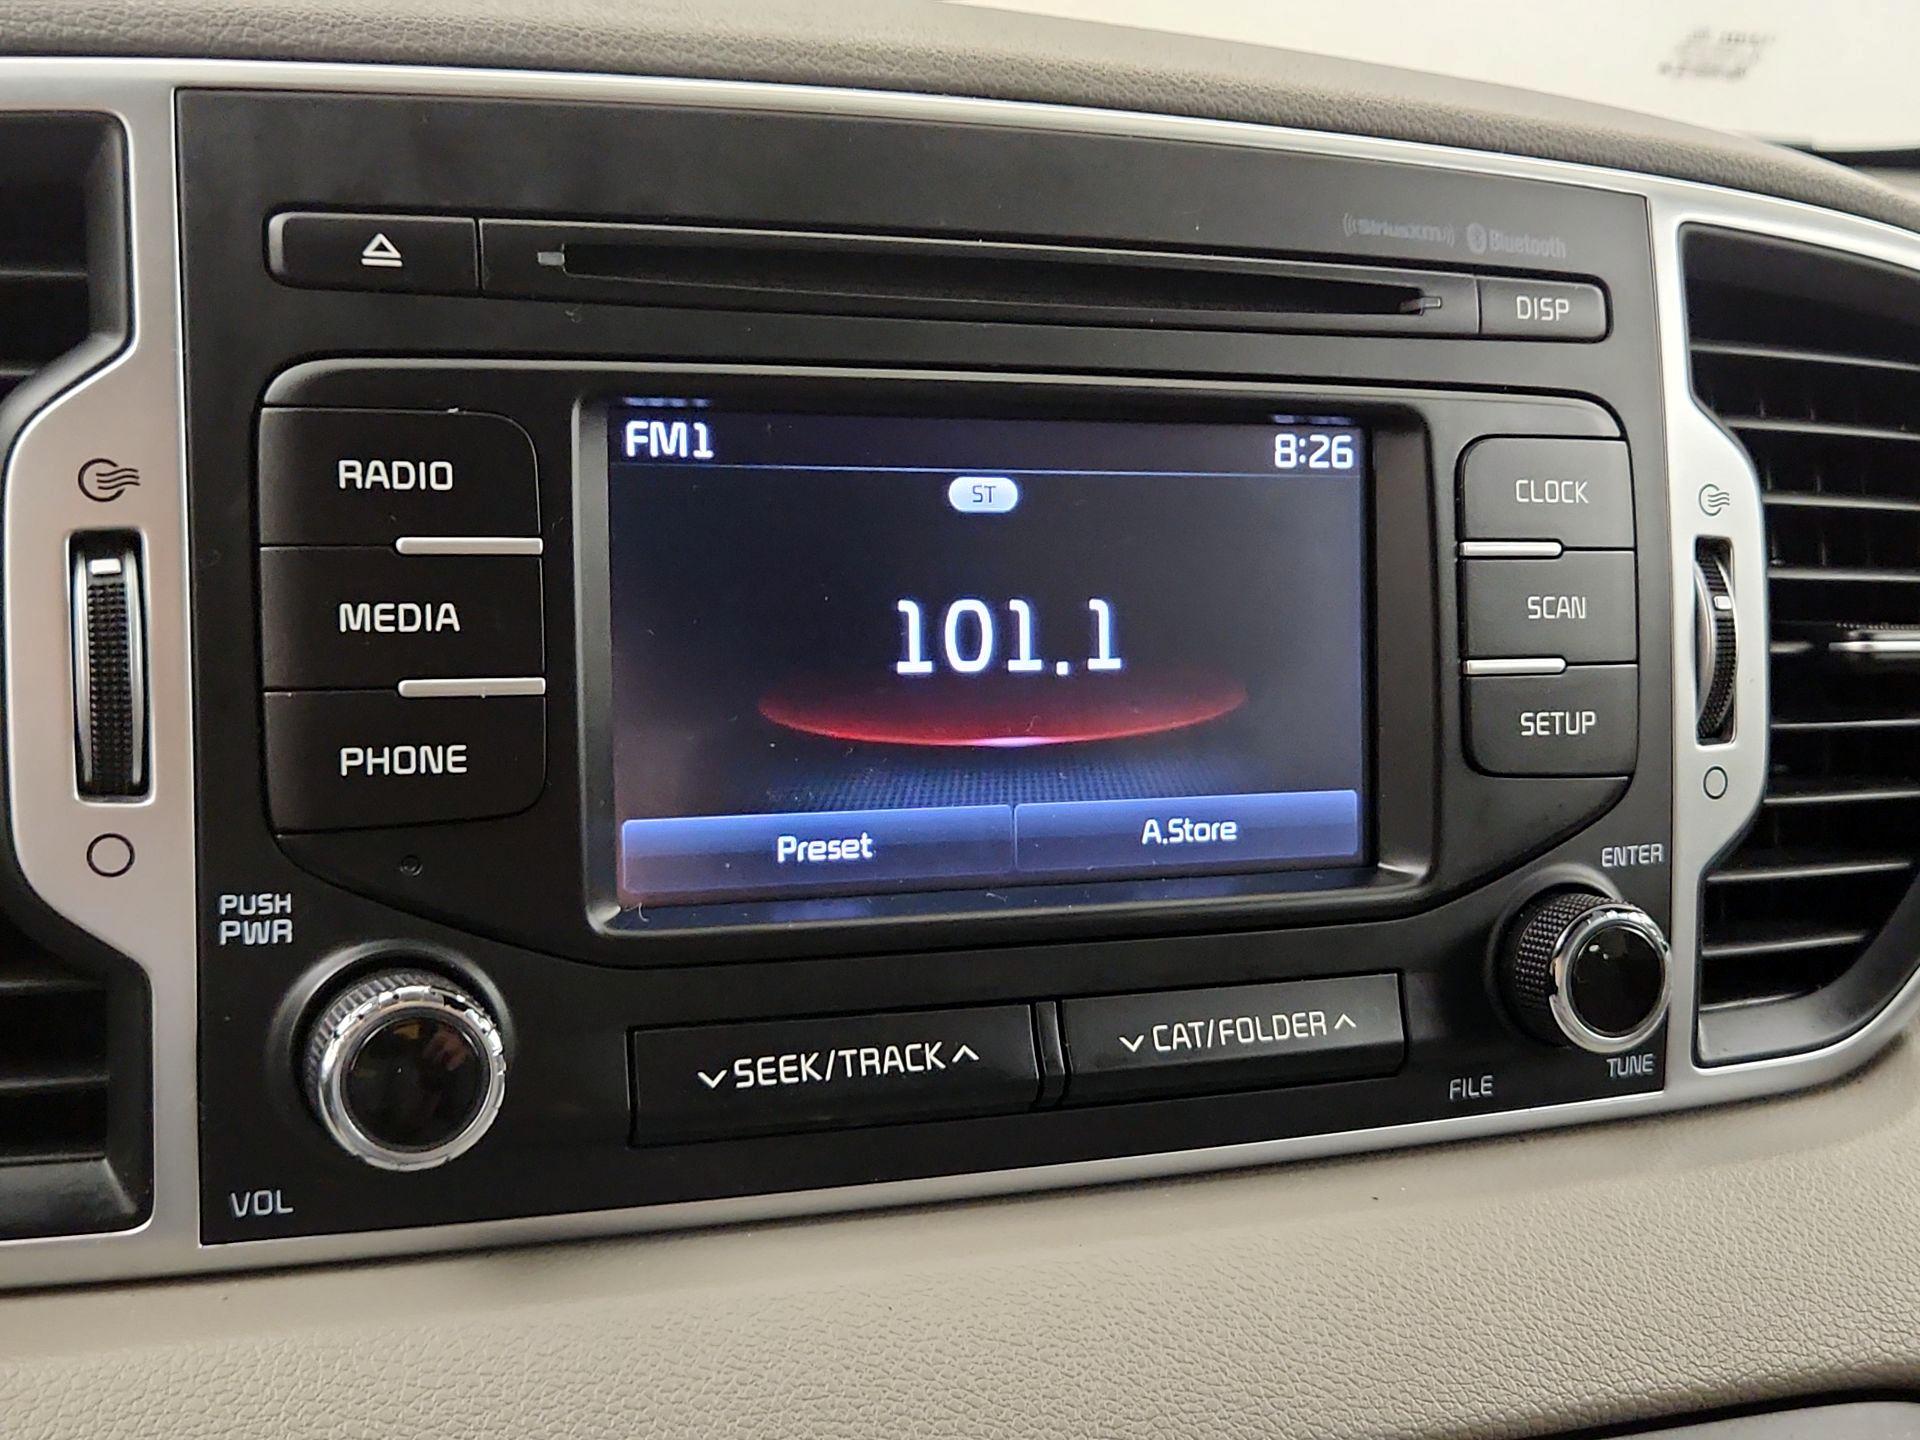 ((SiriusXM)) Bluetooth
DISP
RADIO
MEDIA
PHONE
FM1 8:26
ST
101.1
Preset A.Store
CLOCK
SCAN
SETUP
PUSH
PWR
VOL
SEEK/TRACK
CAT/FOLDER
ENTER
TUNE
FILE